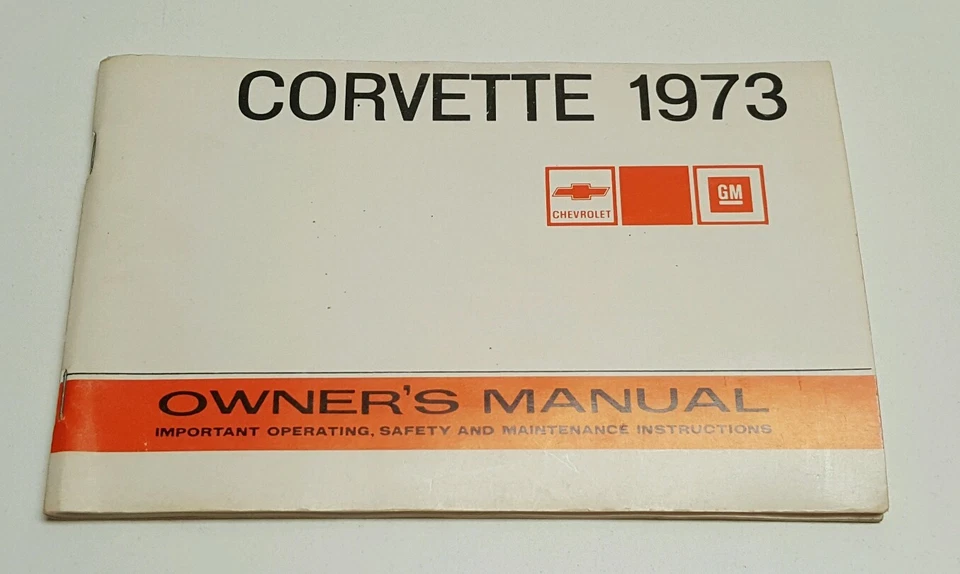 CORVETTE 1973
CHEVROLET
GM
OWNER'S MANUAL
IMPORTANT OPERATING, SAFETY AND MAINTENANCE INSTRUCTIONS